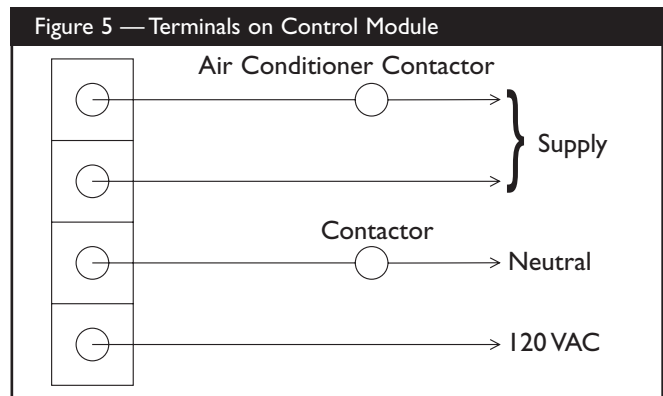 Figure 5 — Terminals on Control Module
Air Conditioner Contactor
Supply
Contactor
Neutral
120 VAC